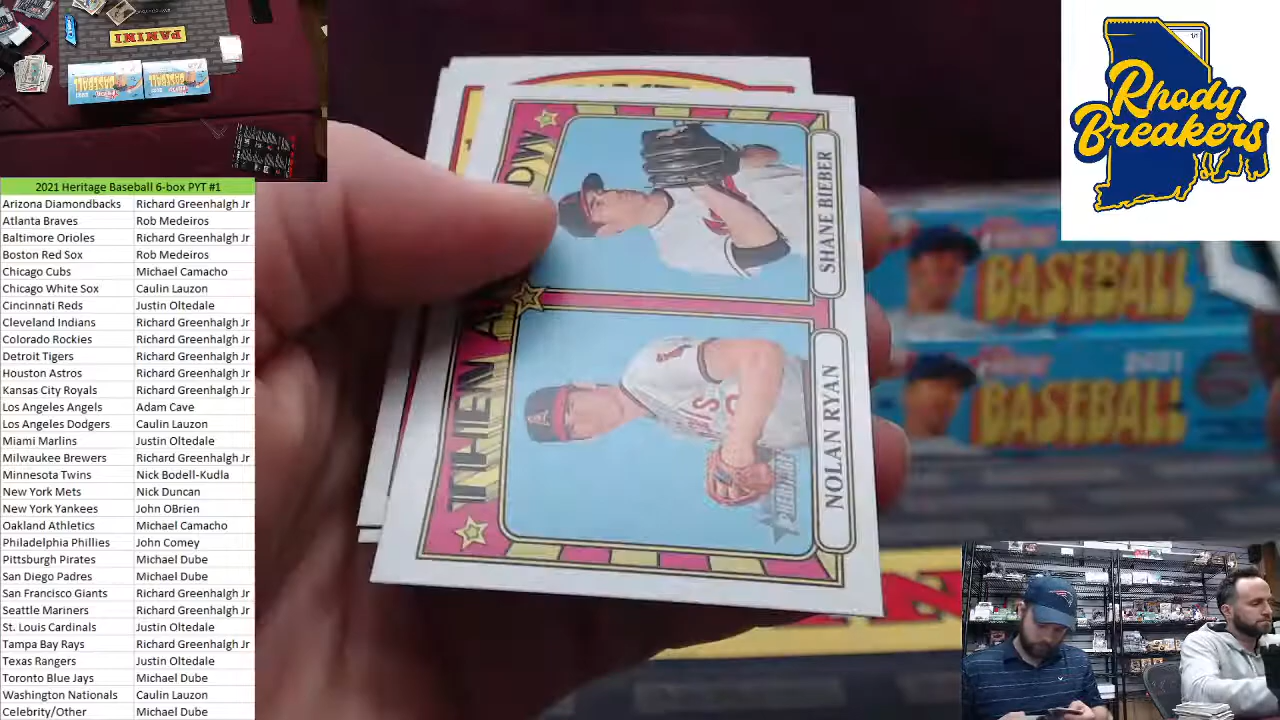 PANINI
BASEBALL
BASEBALL
1/1
Rhody
Breakers
2021 Heritage Baseball 6-box PYT #1
Arizona Diamondbacks Richard Greenhalgh Jr
Atlanta Braves Rob Medeiros
Baltimore Orioles Richard Greenhalgh Jr
Boston Red Sox Rob Medeiros
Chicago Cubs Michael Camacho
Chicago White Sox Caulin Lauzon
Cincinnati Reds Justin Oltedale
Cleveland Indians Richard Greenhalgh Jr
Colorado Rockies Richard Greenhalgh Jr
Detroit Tigers Richard Greenhalgh Jr
Houston Astros Richard Greenhalgh Jr
Kansas City Royals Richard Greenhalgh Jr
Los Angeles Angels Adam Cave
Los Angeles Dodgers Caulin Lauzon
Miami Marlins Justin Oltedale
Milwaukee Brewers Richard Greenhalgh Jr
Minnesota Twins Nick Bodell-Kudla
New York Mets Nick Duncan
New York Yankees John OBrien
Oakland Athletics Michael Camacho
Philadelphia Phillies John Comey
Pittsburgh Pirates Michael Dube
San Diego Padres Michael Dube
San Francisco Giants Richard Greenhalgh Jr
Seattle Mariners Richard Greenhalgh Jr
St. Louis Cardinals Justin Oltedale
Tampa Bay Rays Richard Greenhalgh Jr
Texas Rangers Justin Oltedale
Toronto Blue Jays Michael Dube
Washington Nationals Caulin Lauzon
Celebrity/Other Michael Dube
THEN
NOLAN RYAN
SHANE BIEBER
HERITAGE
BASEBALL
2021
BASEBALL